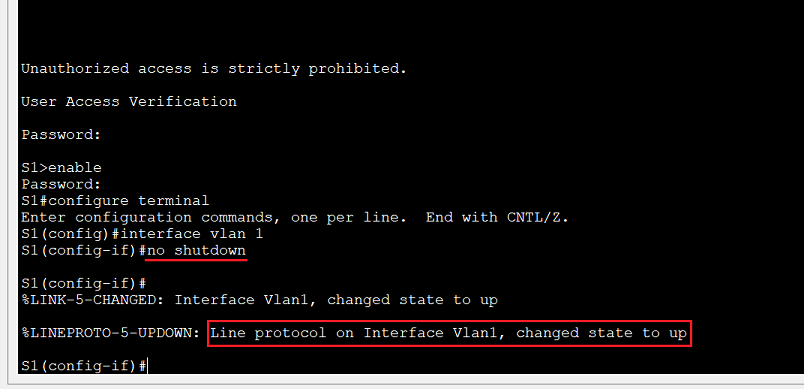 Unauthorized access is strictly prohibited.
User Access Verification
Password:
S1>enable
Password:
S1#configure terminal
Enter configuration commands, one per line.  End with CNTL/Z.
S1(config)#interface vlan 1
S1(config-if)#no shutdown
S1(config-if)#
%LINK-5-CHANGED: Interface Vlan1, changed state to up
%LINEPROTO-5-UPDOWN: Line protocol on Interface Vlan1, changed state to up
S1(config-if)#